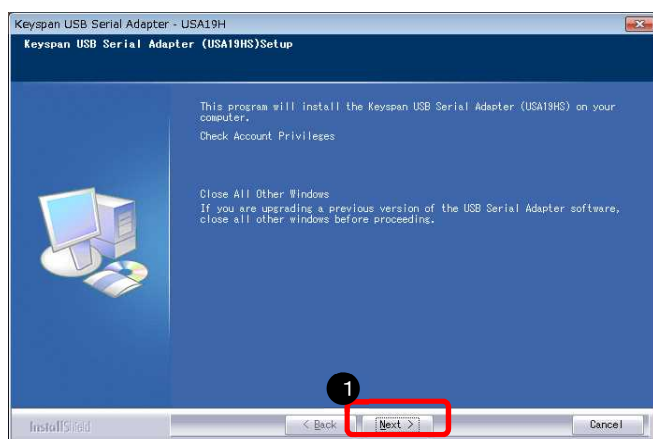 Keyspan USB Serial Adapter - USA19H
Keyspan USB Serial Adapter (USA19HS)Setup
This program will install the Keyspan USB Serial Adapter (USA19HS) on your
computer.
Check Account Privileges
Close All Other Windows
If you are upgrading a previous version of the USB Serial Adapter software,
close all other windows before proceeding.
1
InstallShield
< Back
Next >
Cancel